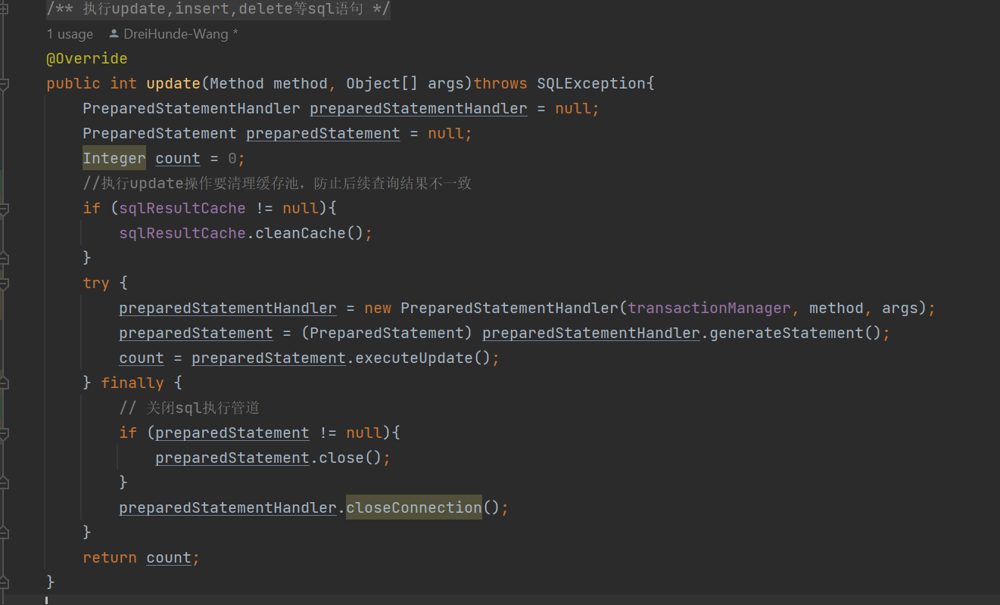 /** 执行update,insert,delete等sql语句 */
1 usage DreiHunde-Wang *
@Override
public int update(Method method, Object[] args)throws SQLException{
PreparedStatementHandler preparedStatementHandler = null;
PreparedStatement preparedStatement = null;
Integer count = 0;
//执行update操作要清理缓存池，防止后续查询结果不一致
if (sqlResultCache != null){
sqlResultCache.cleanCache();
}
try {
preparedStatementHandler = new PreparedStatementHandler(transactionManager, method, args);
preparedStatement = (PreparedStatement) preparedStatementHandler.generateStatement();
count = preparedStatement.executeUpdate();
} finally {
// 关闭sql执行管道
if (preparedStatement != null){
preparedStatement.close();
}
preparedStatementHandler.closeConnection();
}
return count;
}